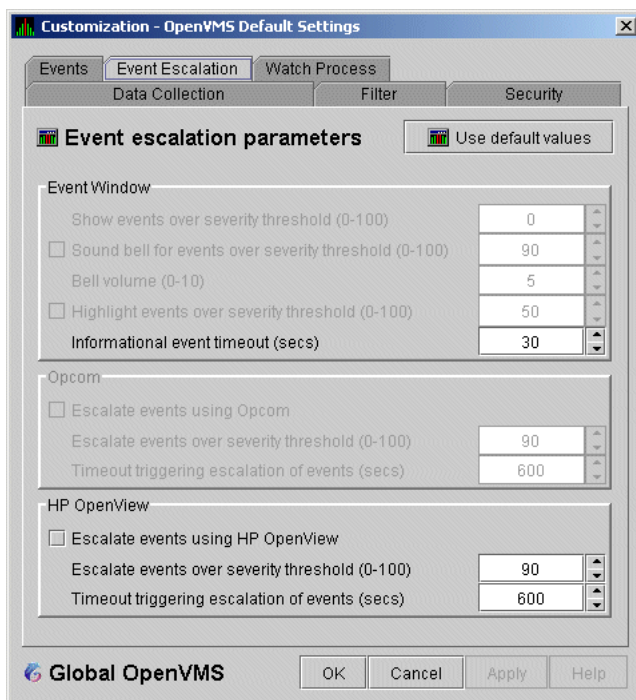 Customization - OpenVMS Default Settings
Events Event Escalation Watch Process
Data Collection Filter Security
Event escalation parameters Use default values
Event Window
Show events over severity threshold (0-100) 0
Sound bell for events over severity threshold (0-100) 90
Bell volume (0-10) 5
Highlight events over severity threshold (0-100) 50
Informational event timeout (secs) 30
Opcom
Escalate events using Opcom
Escalate events over severity threshold (0-100) 90
Timeout triggering escalation of events (secs) 600
HP OpenView
Escalate events using HP OpenView
Escalate events over severity threshold (0-100) 90
Timeout triggering escalation of events (secs) 600
Global OpenVMS OK Cancel Apply Help